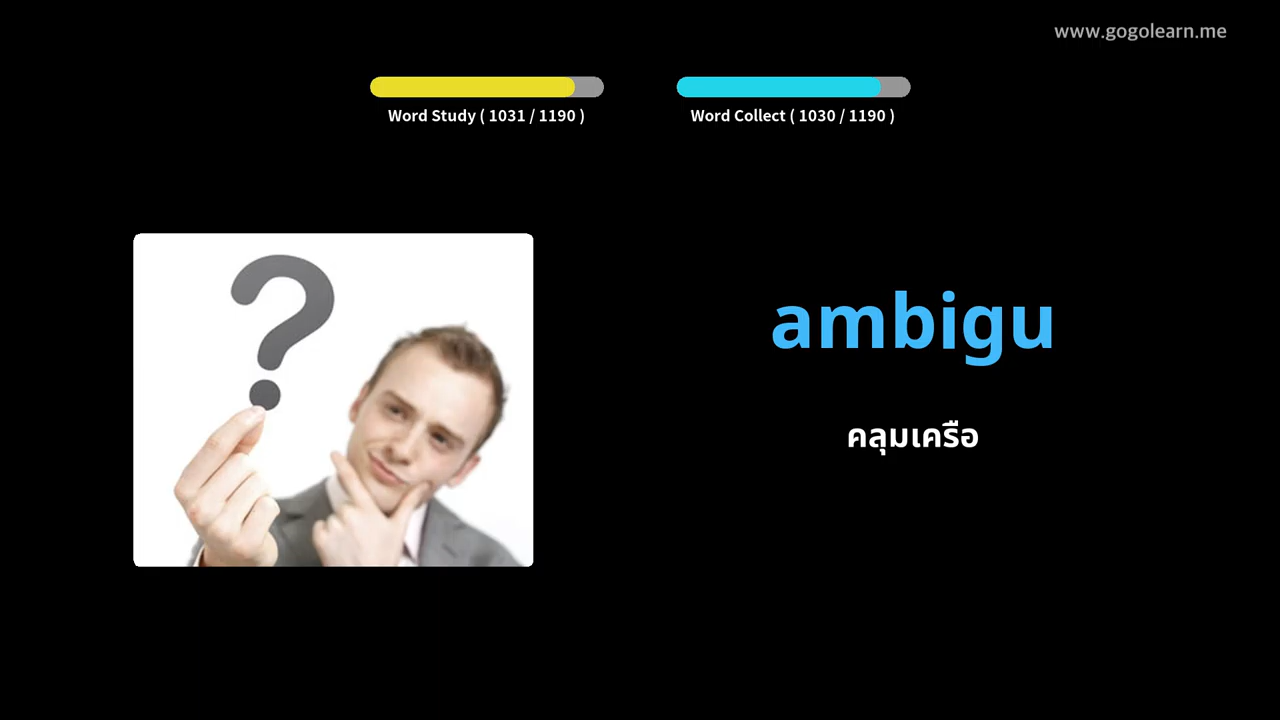 www.gogolearn.me
Word Study ( 1031 / 1190 )
Word Collect ( 1030 / 1190 )
ambigu
คลุมเครือ